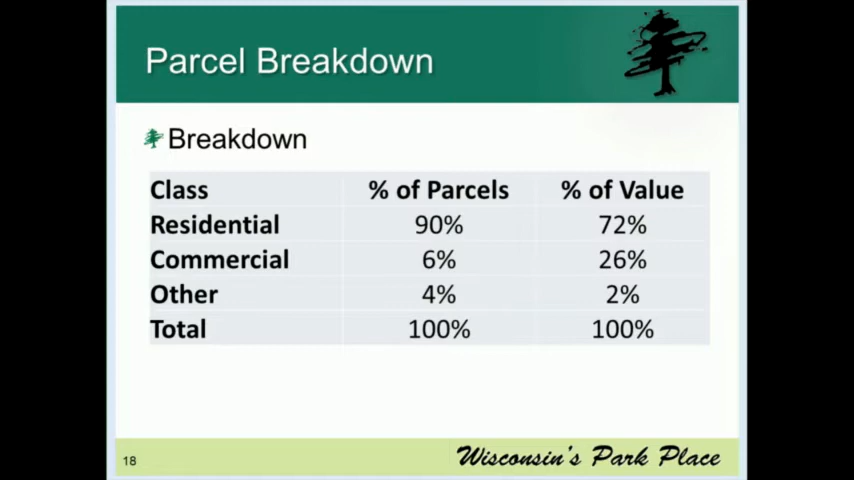 Parcel Breakdown
Breakdown
Class % of Parcels % of Value
Residential 90% 72%
Commercial 6% 26%
Other 4% 2%
Total 100% 100%
18 Wisconsin's Park Place